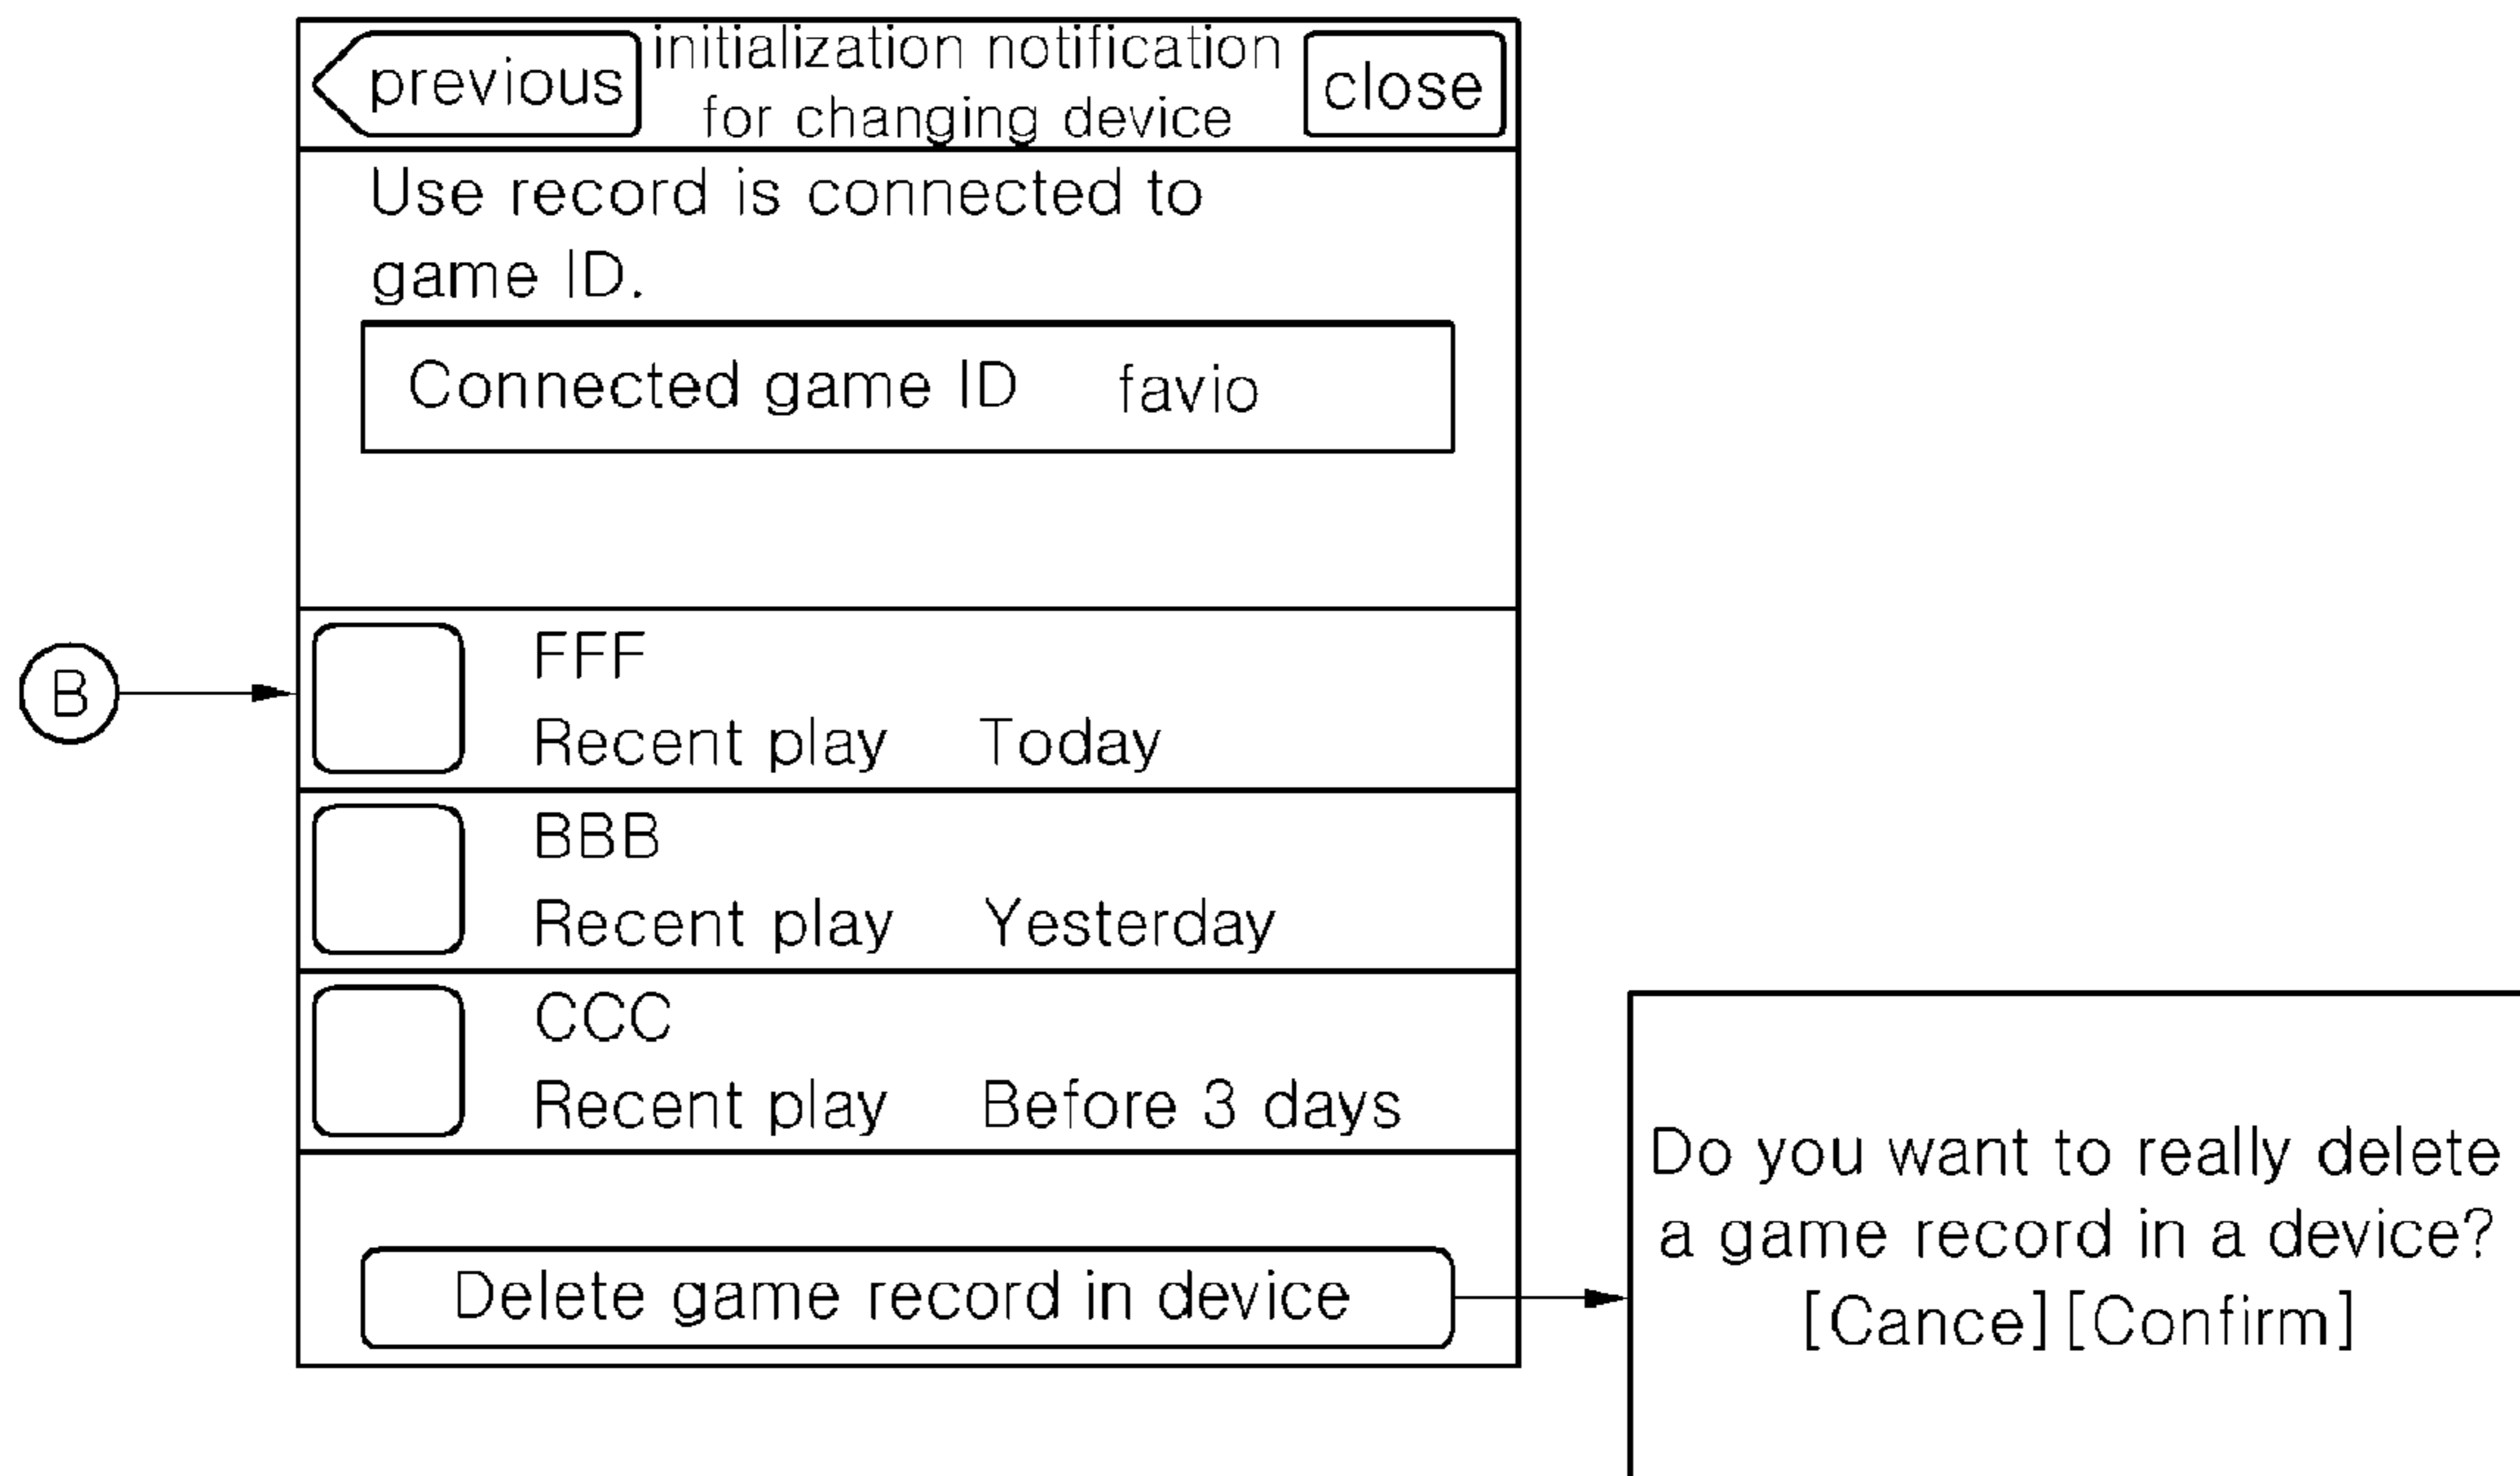 previous
initialization notification
for changing device
close
Use record is connected to
game ID.
Connected game ID favio
B
FFF
Recent play Today
BBB
Recent play Yesterday
CCC
Recent play Before 3 days
Delete game record in device
Do you want to really delete
a game record in a device?
[Cance] [Confirm]